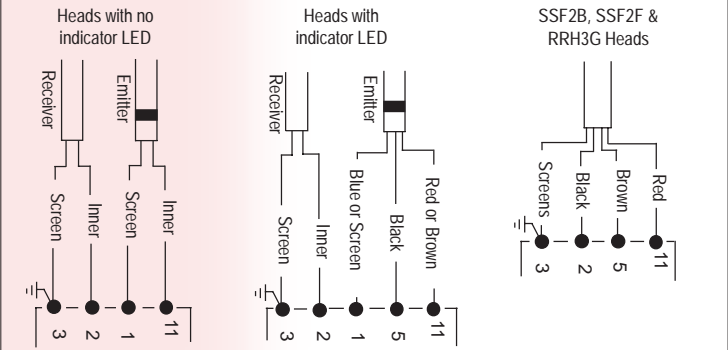 Heads with no
indicator LED
Receiver
Emitter
Screen
Inner
Screen
Inner
3
2
1
11
Heads with
indicator LED
Receiver
Emitter
Screen
Inner
Blue or Screen
Black
Red or Brown
3
2
1
5
11
SSF2B, SSF2F &
RRH3G Heads
Screens
Black
Brown
Red
3
2
5
11